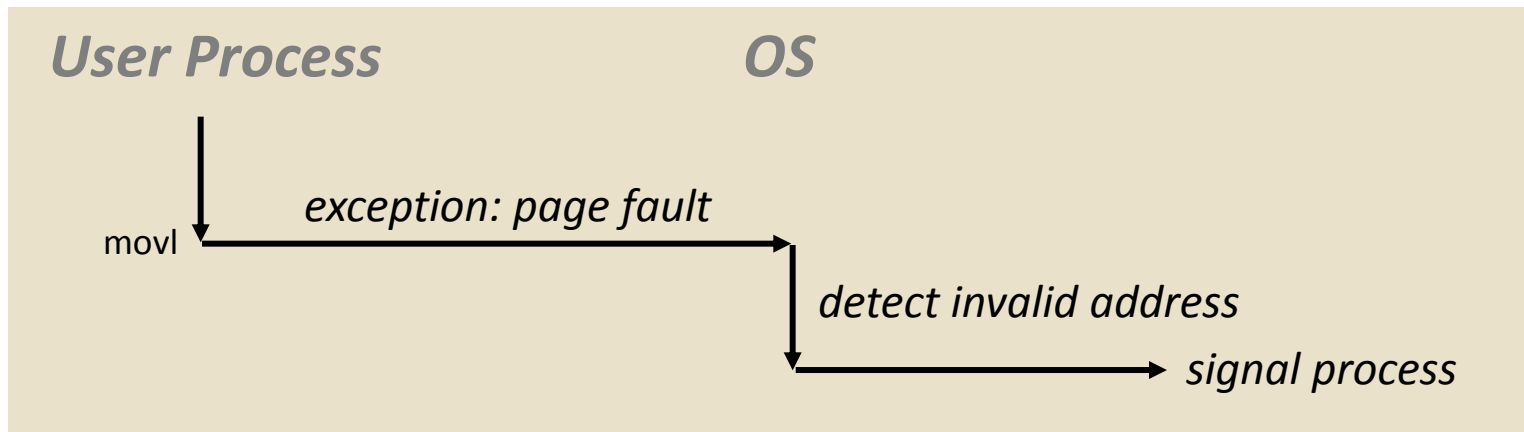 User Process OS
exception: page fault
movl
detect invalid address
signal process